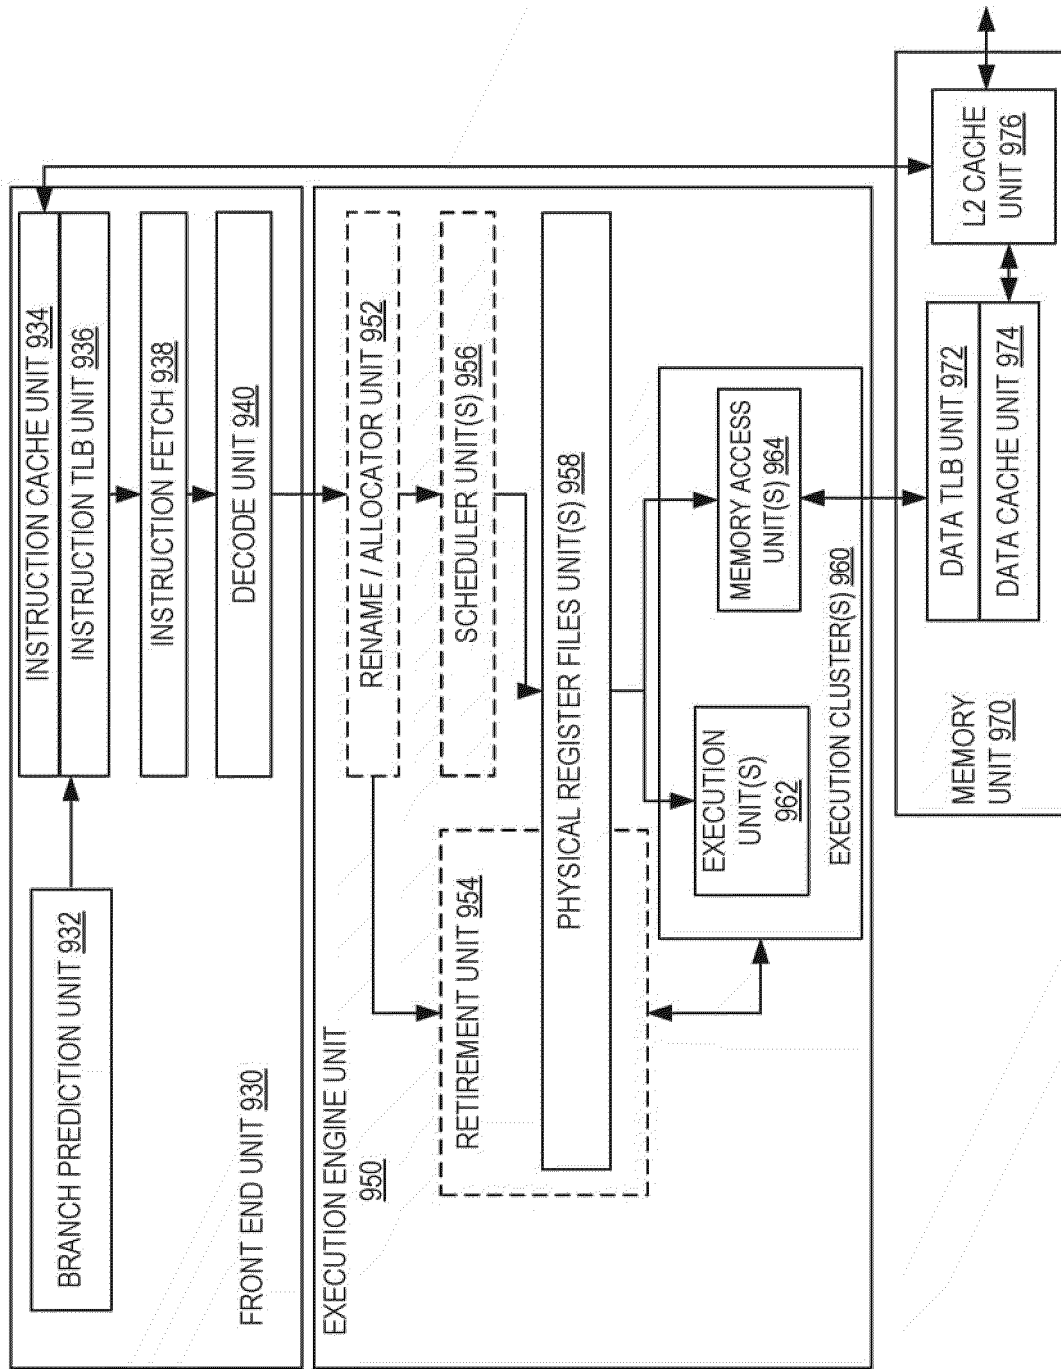 BRANCH PREDICTION UNIT 932
INSTRUCTION CACHE UNIT 934
INSTRUCTION TLB UNIT 936
INSTRUCTION FETCH 938
DECODE UNIT 940
FRONT END UNIT 930
EXECUTION ENGINE UNIT
950
RENAME / ALLOCATOR UNIT 952
RETIREMENT UNIT 954
SCHEDULER UNIT(S) 956
PHYSICAL REGISTER FILES UNIT(S) 958
EXECUTION
UNIT(S)
962
MEMORY ACCESS
UNIT(S) 964
EXECUTION CLUSTER(S) 960
MEMORY
UNIT 970
DATA TLB UNIT 972
DATA CACHE UNIT 974
L2 CACHE
UNIT 976